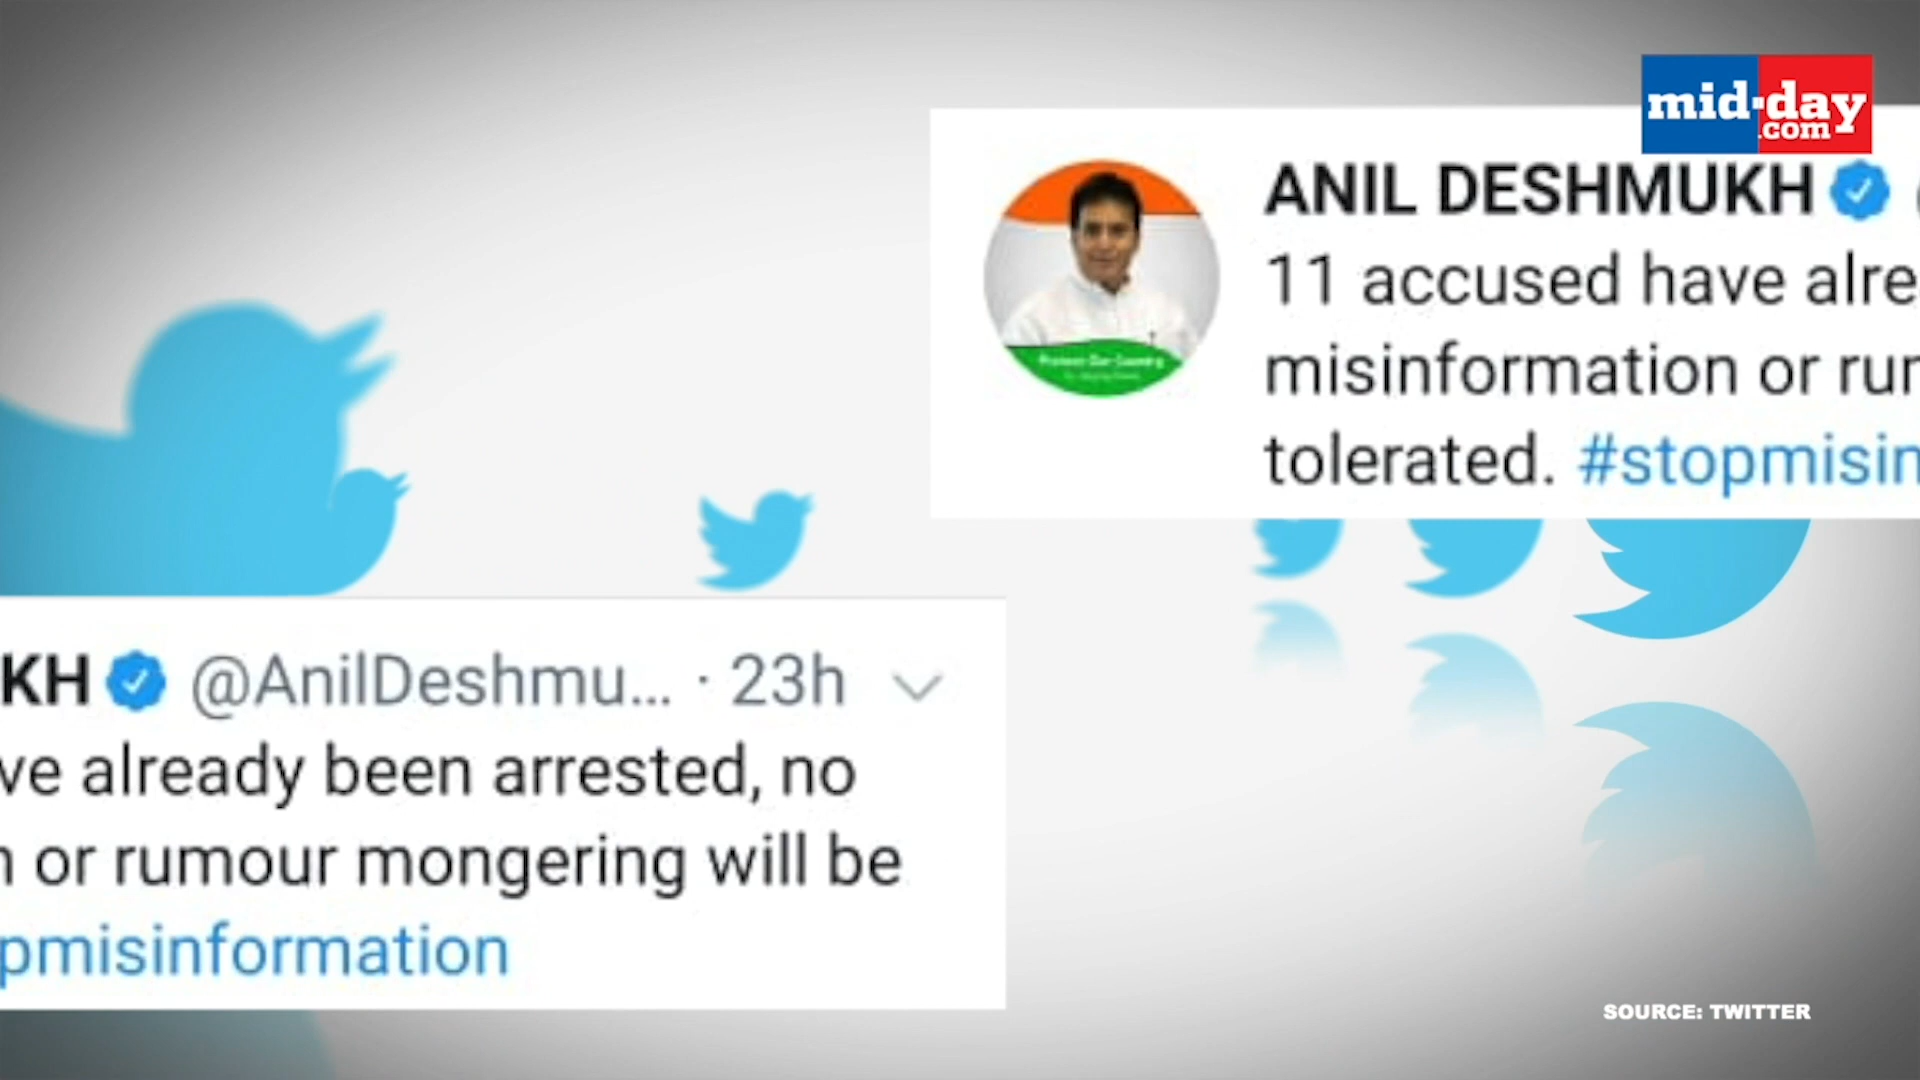 mid-day
.com
ANIL DESHMUKH
11 accused have alre
misinformation or rur
tolerated. #stopmisin
KH @AnilDeshmu... · 23h
ve already been arrested, no
n or rumour mongering will be
pmisinformation
SOURCE: TWITTER